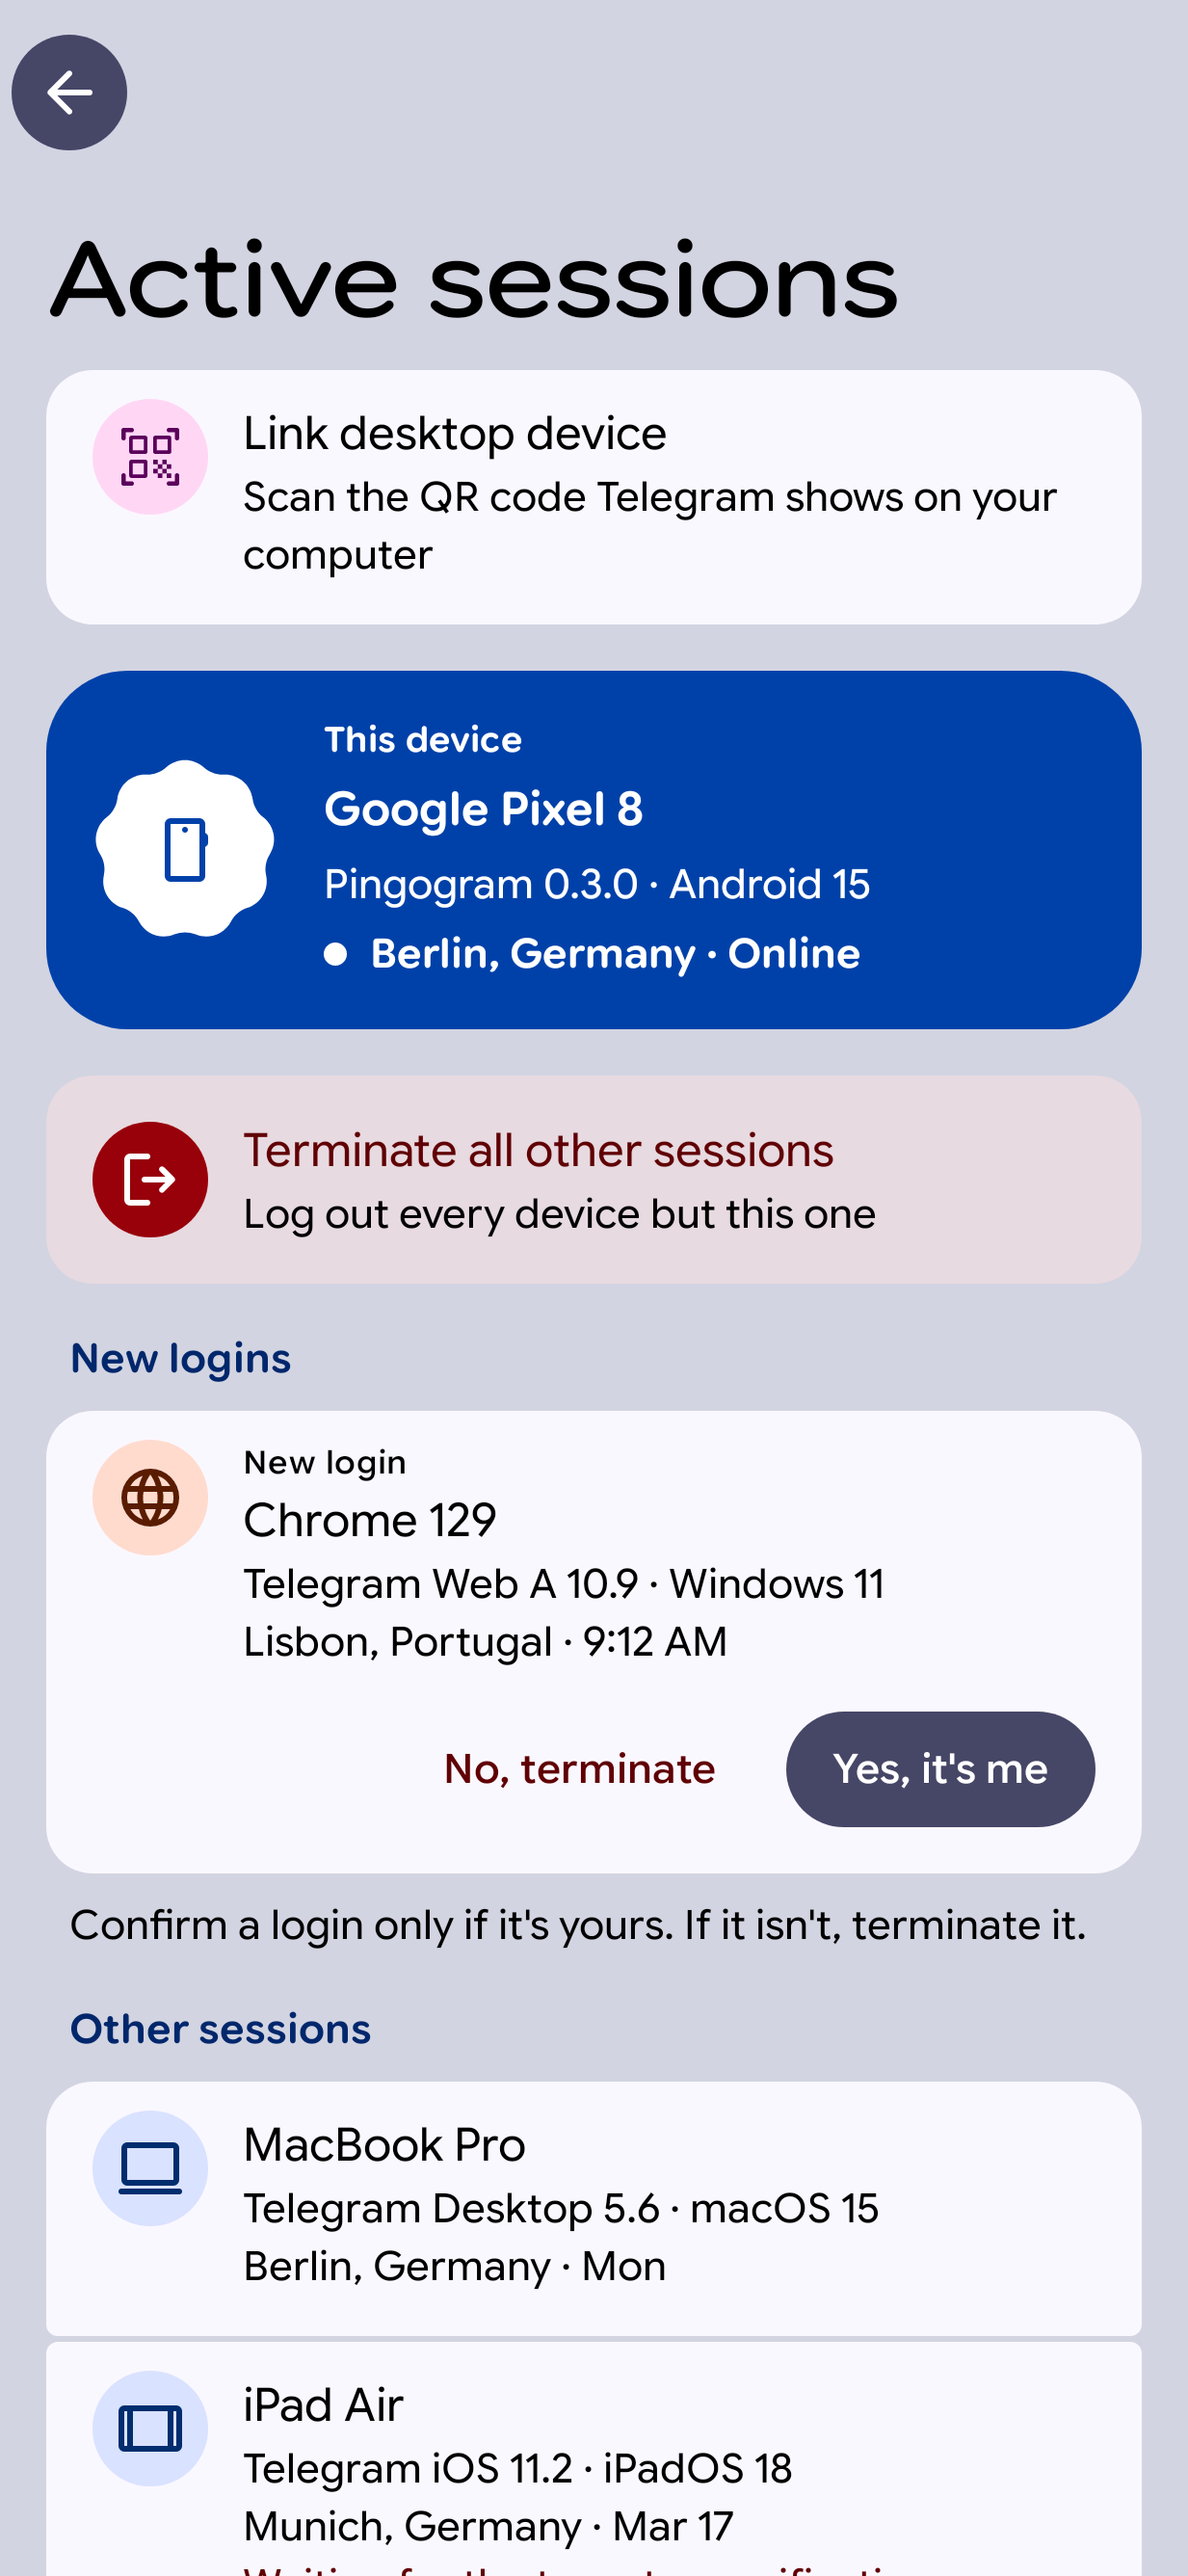 Active sessions
Link desktop device
Scan the QR code Telegram shows on your
computer
This device
Google Pixel 8
Pingogram 0.3.0 · Android 15
Berlin, Germany · Online
Terminate all other sessions
Log out every device but this one
New logins
New login
Chrome 129
Telegram Web A 10.9 · Windows 11
Lisbon, Portugal · 9:12 AM
No, terminate
Yes, it's me
Confirm a login only if it's yours. If it isn't, terminate it.
Other sessions
MacBook Pro
Telegram Desktop 5.6 · macOS 15
Berlin, Germany · Mon
iPad Air
Telegram iOS 11.2 · iPadOS 18
Munich, Germany · Mar 17